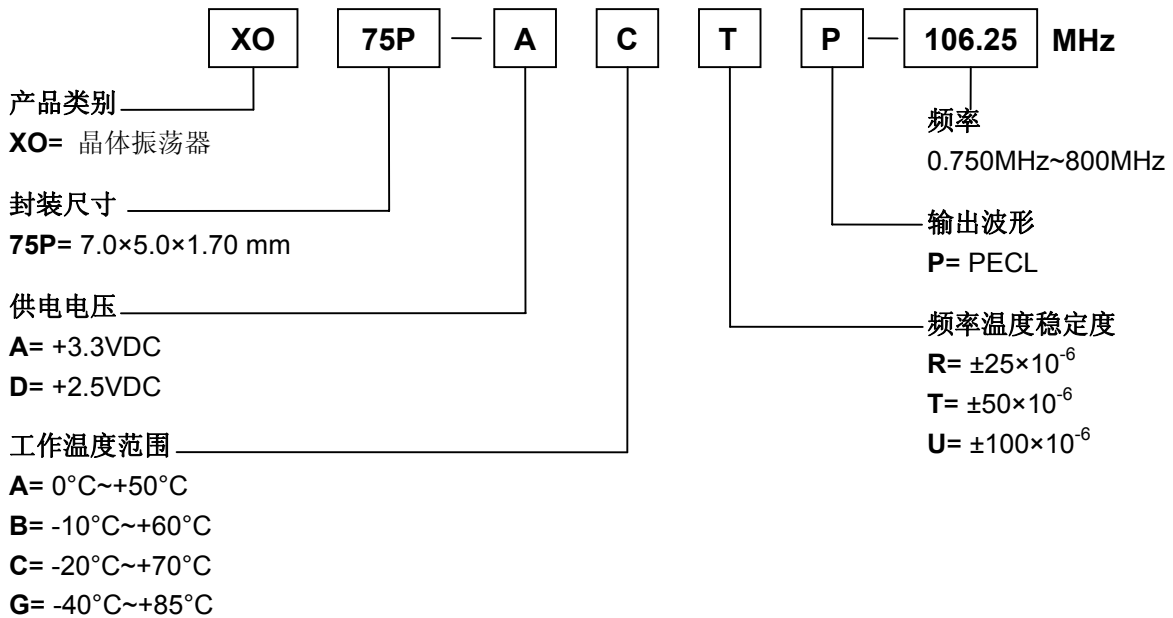 XO 75P — A C T P — 106.25 MHz
产品类别
XO= 晶体振荡器
封装尺寸
75P= 7.0×5.0×1.70 mm
供电电压
A= +3.3VDC
D= +2.5VDC
工作温度范围
A= 0°C~+50°C
B= -10°C~+60°C
C= -20°C~+70°C
G= -40°C~+85°C
频率
0.750MHz~800MHz
输出波形
P= PECL
频率温度稳定度
R= ±25×10⁻⁶
T= ±50×10⁻⁶
U= ±100×10⁻⁶